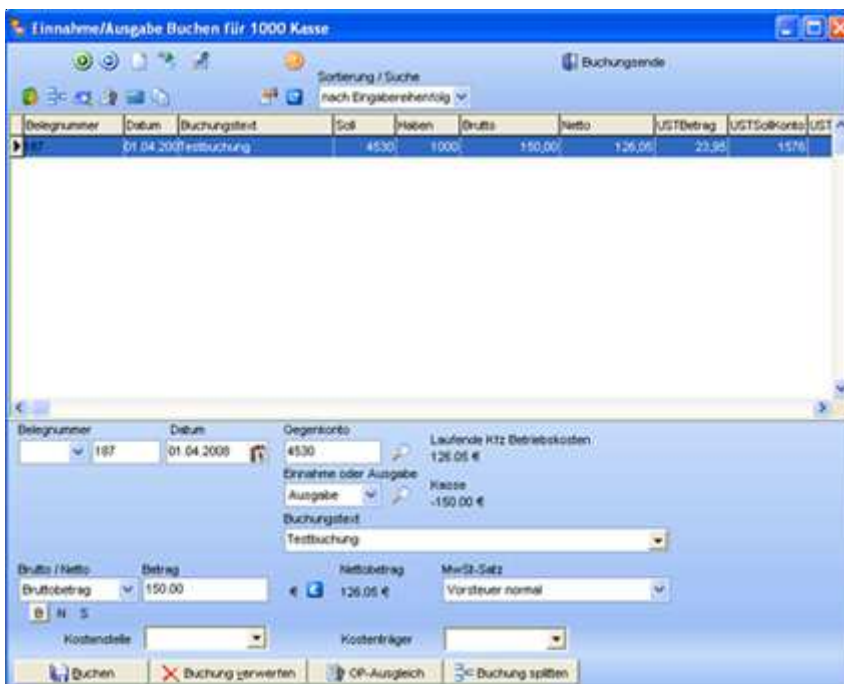 Einnahme/Ausgabe Buchen für 1000 Kasse
Buchungsende
Sortierung / Suche
nach Eingabereihenfolg
Belegnummer Datum Buchungstext Soll Haben Brutto Netto USTBetrag USTSollKonto UST
187 01.04.200 Testbuchung 4530 1000 150,00 126,05 23,95 1576
Belegnummer Datum Gegenkonto
187 01.04.2008 4530
Laufende Kfz Betriebskosten
126.05 €
Einnahme oder Ausgabe
Ausgabe
Kasse
-150.00 €
Buchungstext
Testbuchung
Brutto / Netto Betrag Nettobetrag MwSt-Satz
Bruttobetrag 150.00 € 126,05 € Vorsteuer normal
B N S
Kostenstelle Kostenträger
Buchen Buchung verwerfen OP-Ausgleich Buchung splitten